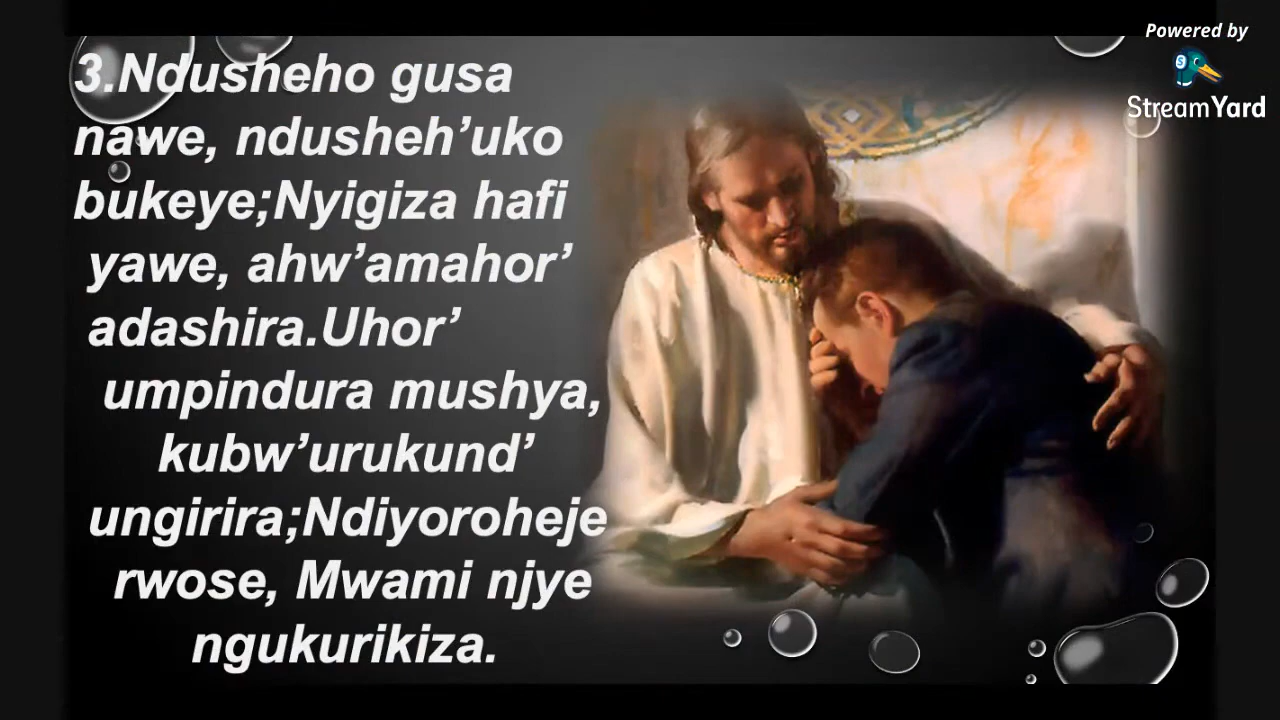 Powered by
StreamYard
3.Ndusheho gusa
nawe, ndusheh’uko
bukeye;Nyigiza hafi
yawe, ahw’amahor’
adashira.Uhor’
umpindura mushya,
kubw’urukund’
ungirira;Ndiyoroheje
rwose, Mwami njye
ngukurikiza.